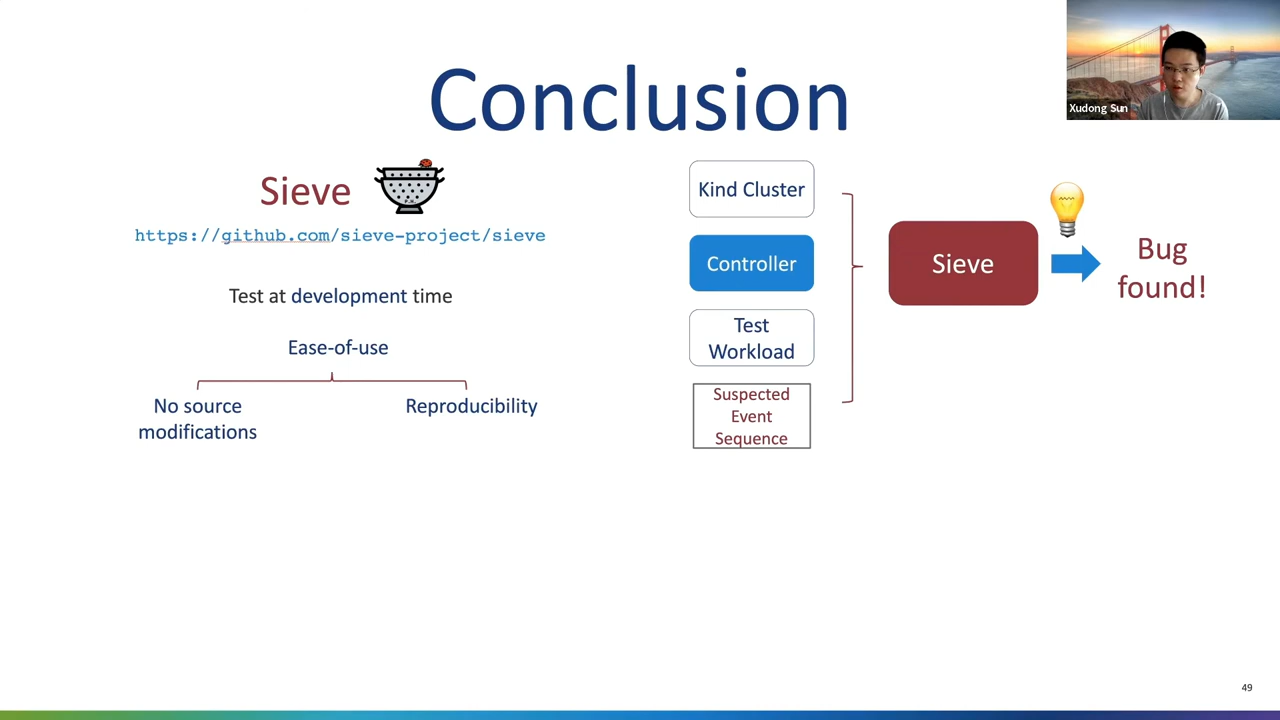 Conclusion
Xudong Sun
Sieve
https://github.com/sieve-project/sieve
Test at development time
Ease-of-use
No source
modifications
Reproducibility
Kind Cluster
Controller
Test
Workload
Suspected
Event
Sequence
Sieve
Bug
found!
49